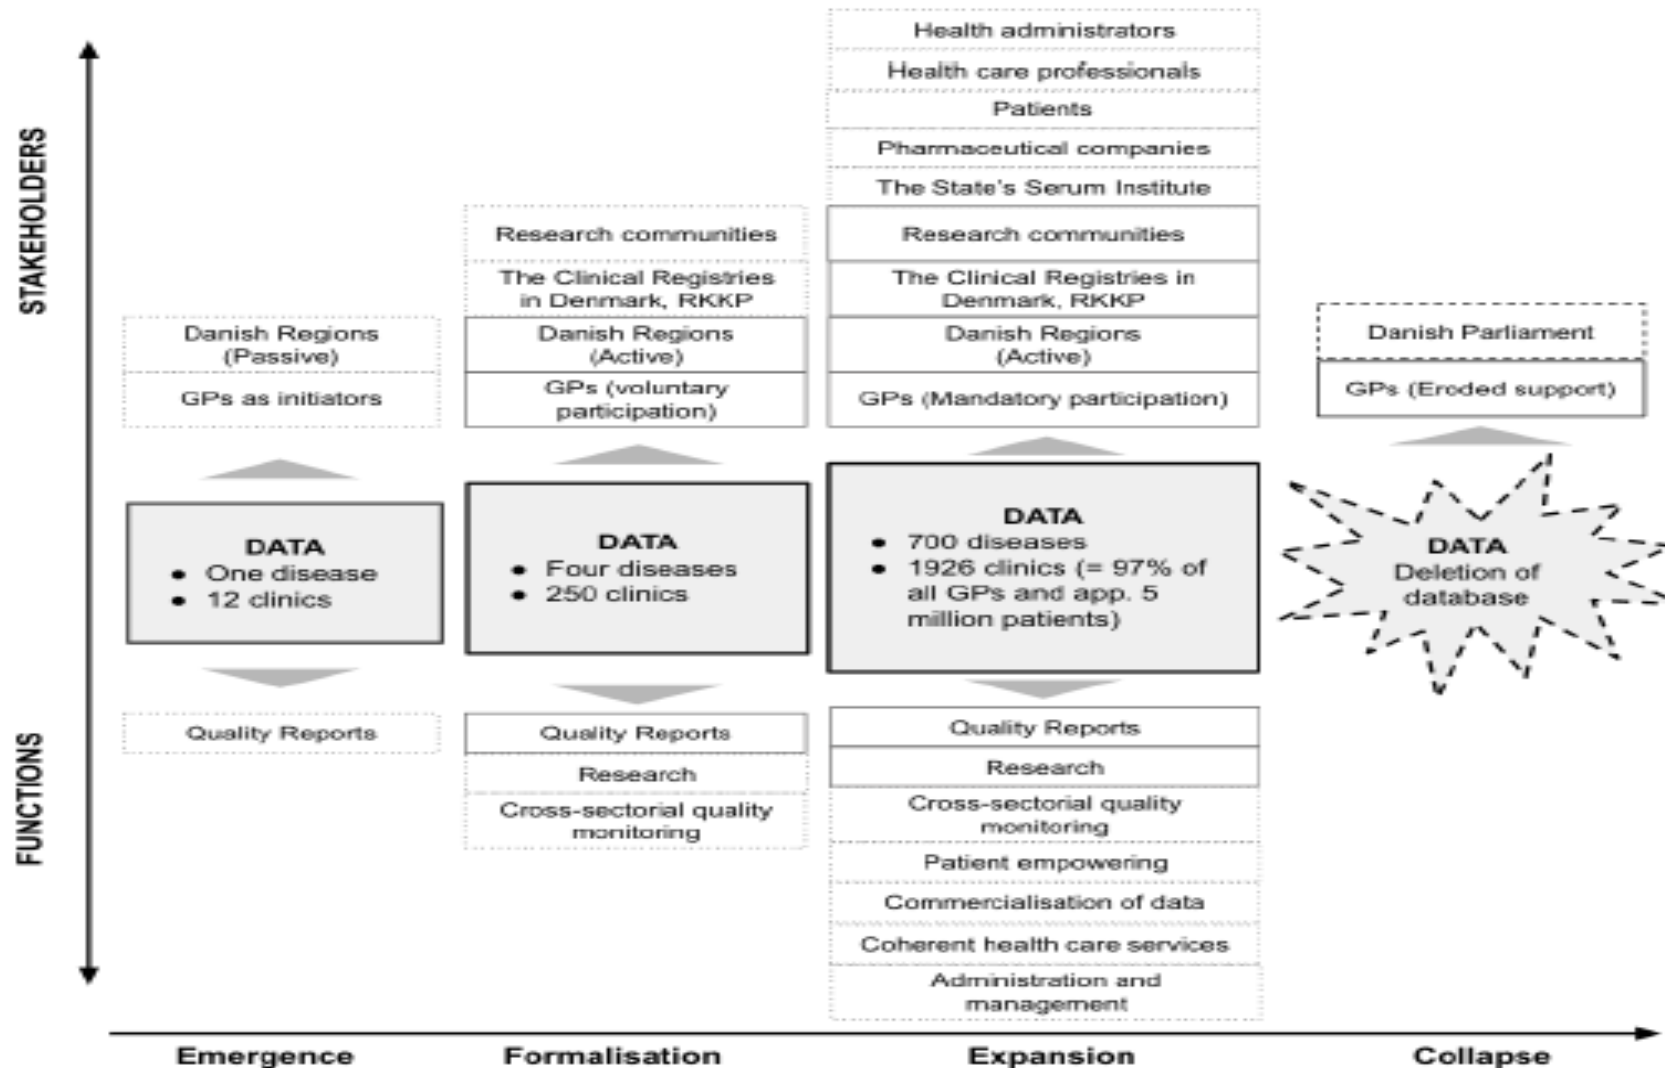 STAKEHOLDERS
FUNCTIONS
Danish Regions
(Passive)
GPs as initiators
DATA
• One disease
• 12 clinics
Quality Reports
Research communities
The Clinical Registries
in Denmark, RKKP
Danish Regions
(Active)
GPs (voluntary
participation)
DATA
• Four diseases
• 250 clinics
Quality Reports
Research
Cross-sectorial quality
monitoring
Health administrators
Health care professionals
Patients
Pharmaceutical companies
The State's Serum Institute
Research communities
The Clinical Registries in
Denmark, RKKP
Danish Regions
(Active)
GPs (Mandatory participation)
DATA
• 700 diseases
• 1926 clinics (= 97% of
all GPs and app. 5
million patients)
Quality Reports
Research
Cross-sectorial quality
monitoring
Patient empowering
Commercialisation of data
Coherent health care services
Administration and
management
Danish Parliament
GPs (Eroded support)
DATA
Deletion of
database
Emergence
Formalisation
Expansion
Collapse